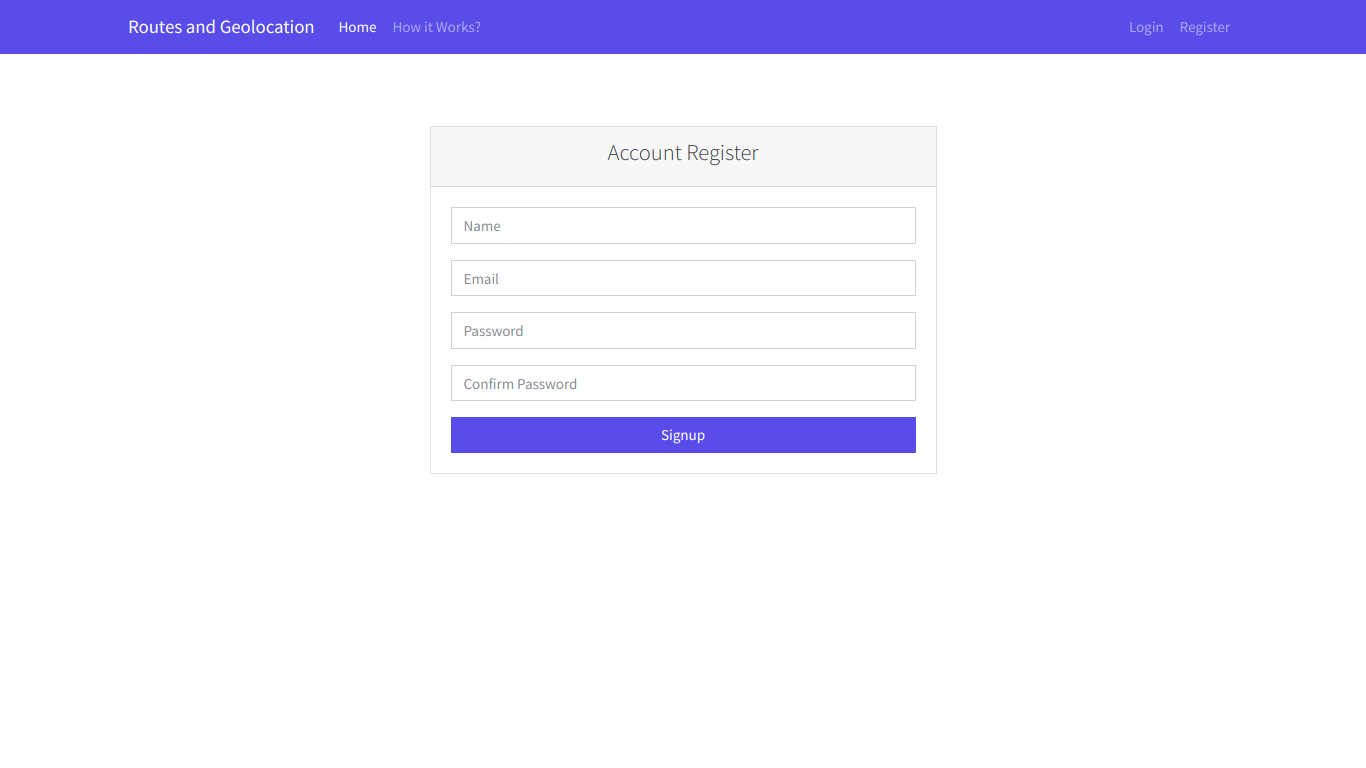 Routes and Geolocation Home How it Works? Login Register
Account Register
Name
Email
Password
Confirm Password
Signup